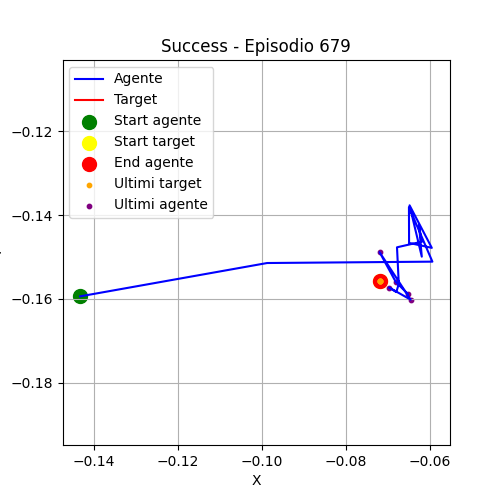 Success - Episodio 679
Agente
Target
Start agente
Start target
End agente
Ultimi target
Ultimi agente
−0.12
−0.14
−0.16
−0.18
−0.14 −0.12 −0.10 −0.08 −0.06
X